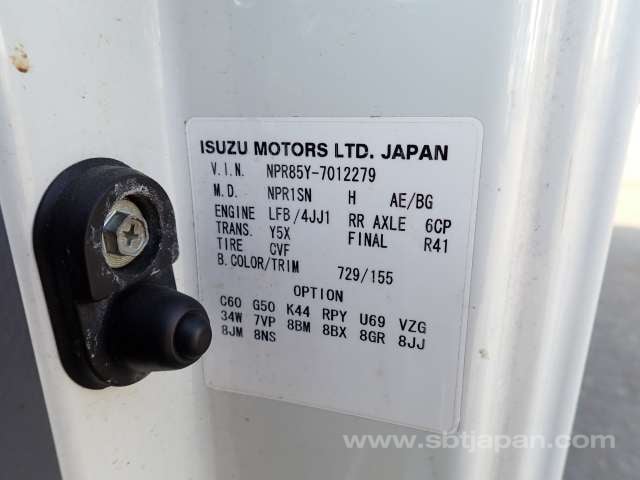 ISUZU MOTORS LTD. JAPAN
V.I.N. NPR85Y-7012279
M.D. NPR1SN H AE/BG
ENGINE LFB/4JJ1 RR AXLE 6CP
TRANS. Y5X FINAL R41
TIRE CVF
B.COLOR/TRIM 729/155
OPTION
C60 G50 K44 RPY U69 VZG
34W 7VP 8BM 8BX 8GR 8JJ
8JM 8NS
www.sbtjapan.com